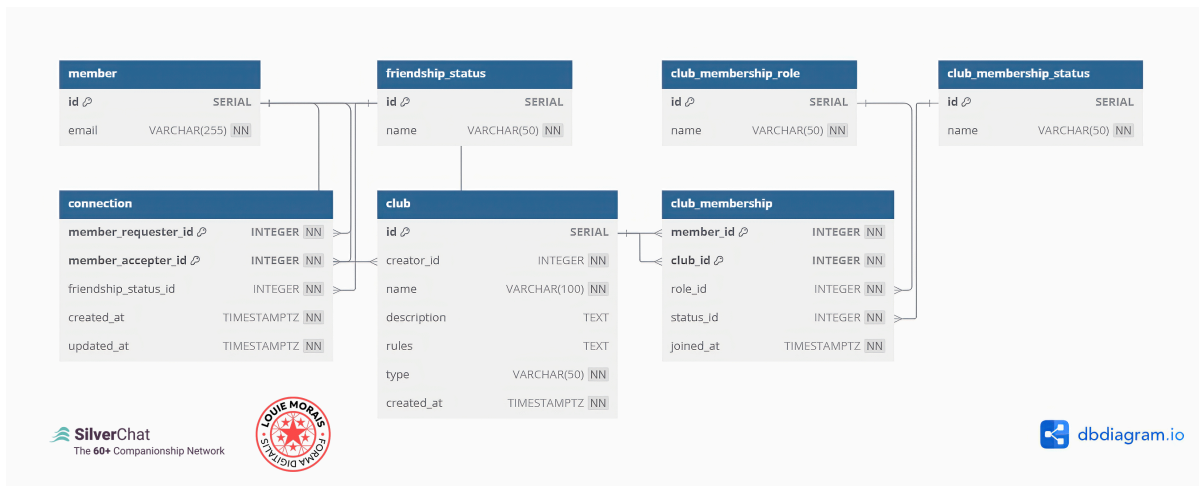 member
id SERIAL
email VARCHAR(255) NN
friendship_status
id SERIAL
name VARCHAR(50) NN
club_membership_role
id SERIAL
name VARCHAR(50) NN
club_membership_status
id SERIAL
name VARCHAR(50) NN
connection
member_requester_id INTEGER NN
member_accepter_id INTEGER NN
friendship_status_id INTEGER NN
created_at TIMESTAMPTZ NN
updated_at TIMESTAMPTZ NN
club
id SERIAL
creator_id INTEGER NN
name VARCHAR(100) NN
description TEXT
rules TEXT
type VARCHAR(50) NN
created_at TIMESTAMPTZ NN
club_membership
member_id INTEGER NN
club_id INTEGER NN
role_id INTEGER NN
status_id INTEGER NN
joined_at TIMESTAMPTZ NN
SilverChat
The 60+ Companionship Network
LOUIE MORAIS
FORMA DIGITALIS
dbdiagram.io